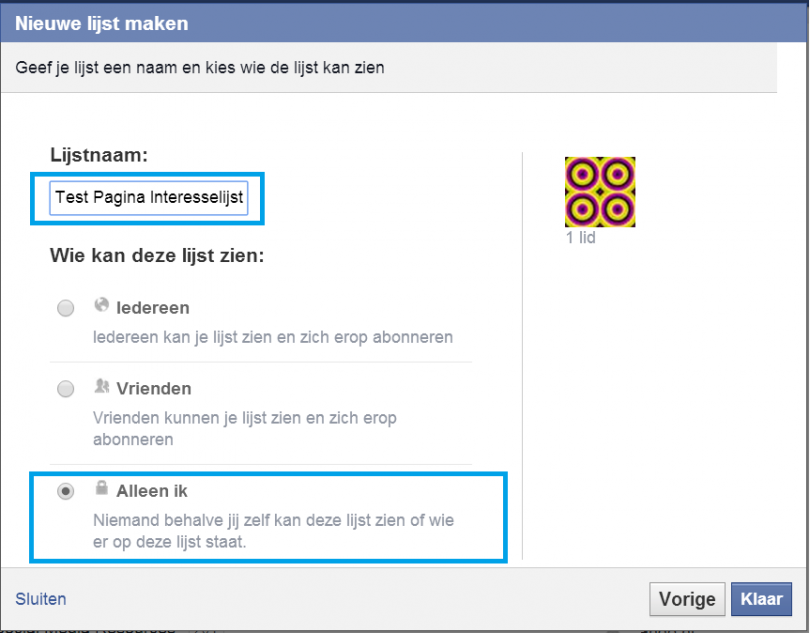 Nieuwe lijst maken
Geef je lijst een naam en kies wie de lijst kan zien
Lijstnaam:
Test Pagina Interesselijst
1 lid
Wie kan deze lijst zien:
Iedereen
Iedereen kan je lijst zien en zich erop abonneren
Vrienden
Vrienden kunnen je lijst zien en zich erop
abonneren
Alleen ik
Niemand behalve jij zelf kan deze lijst zien of wie
er op deze lijst staat.
Sluiten
Vorige
Klaar